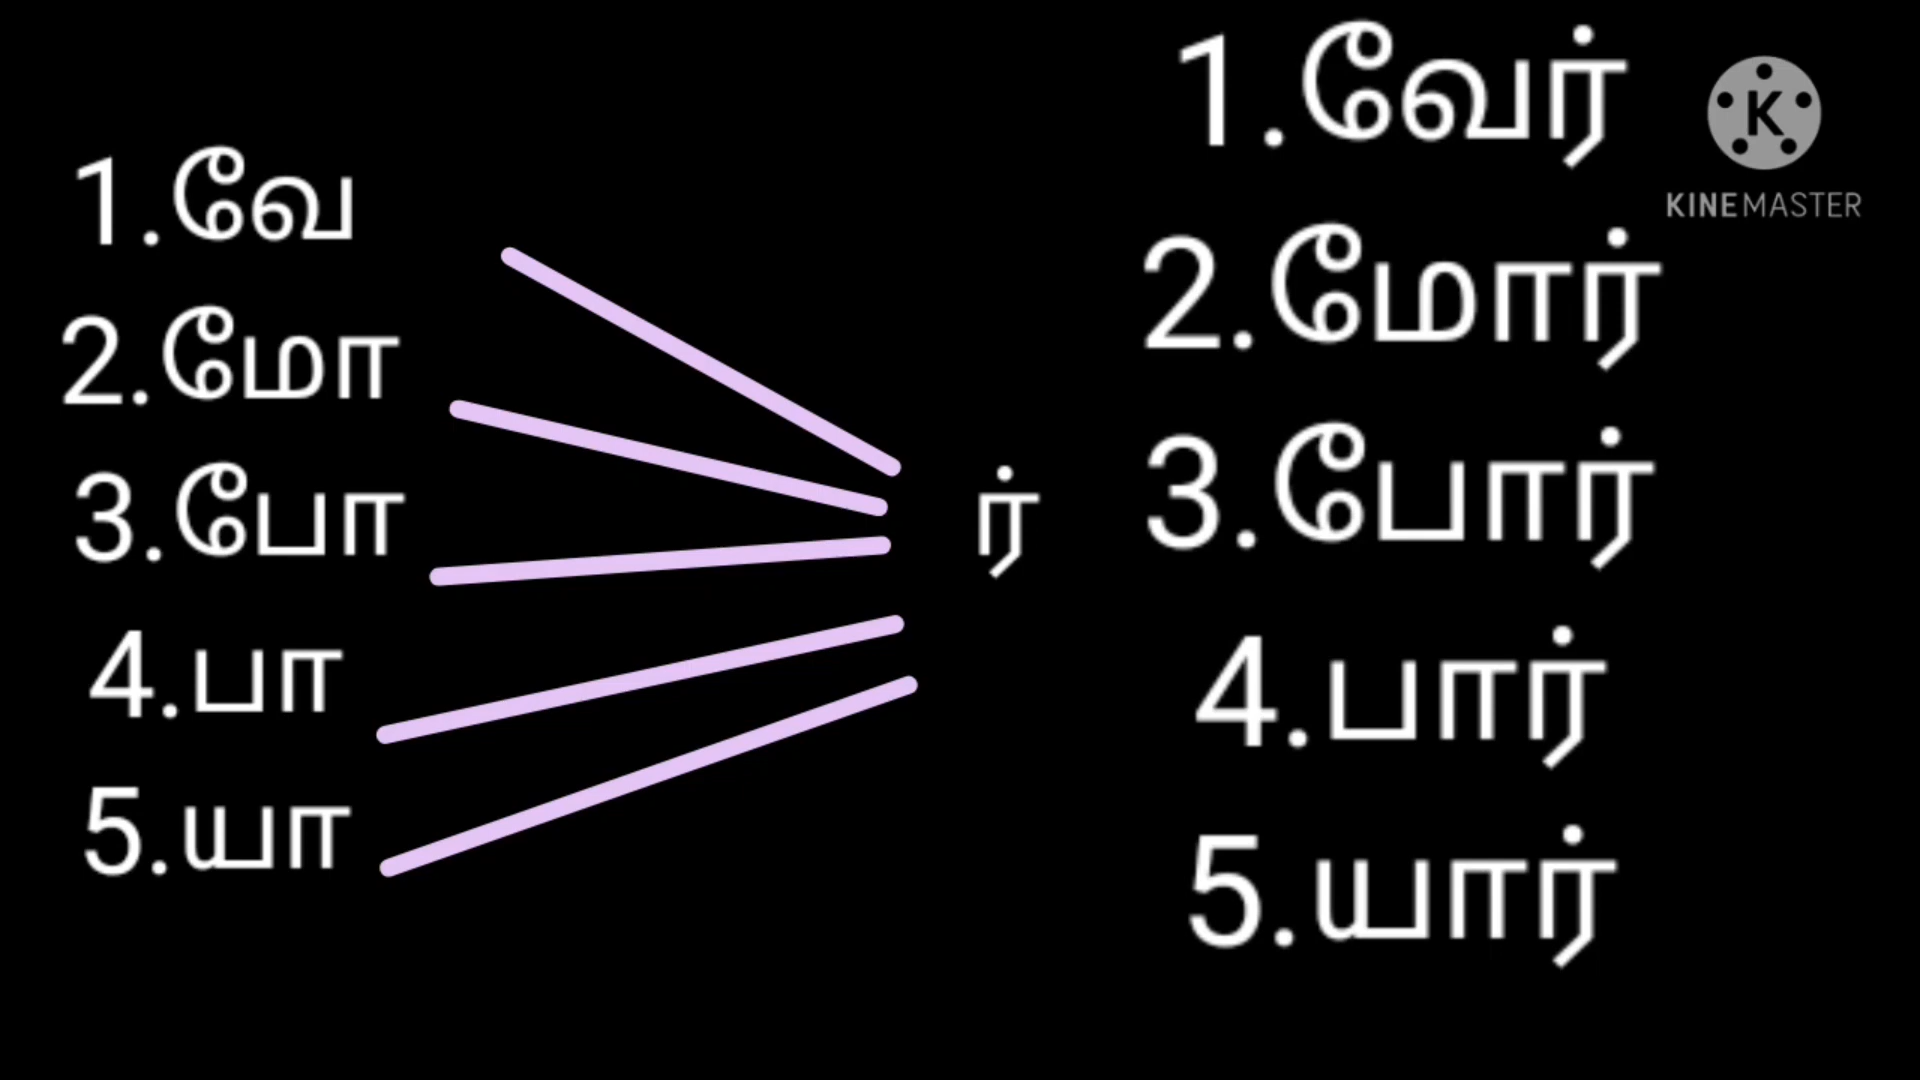 1.வே
2.மோ
3.போ
4.பா
5.யா
ர்
1.வேர்
2.மோர்
3.போர்
4.பார்
5.யார்
K
KINEMASTER